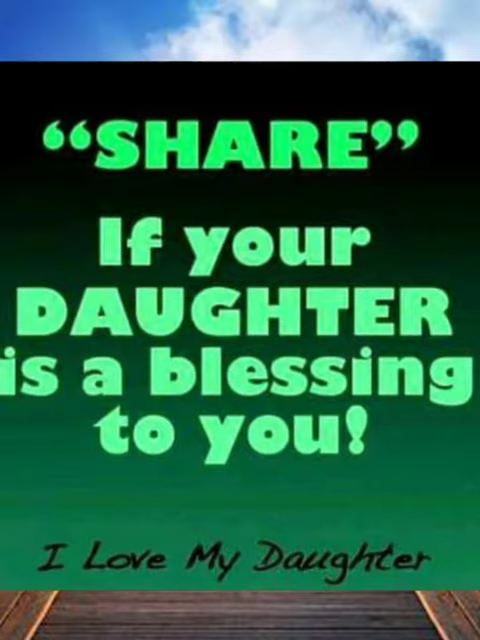 “SHARE”
If your
DAUGHTER
is a blessing
to you!
I Love My Daughter